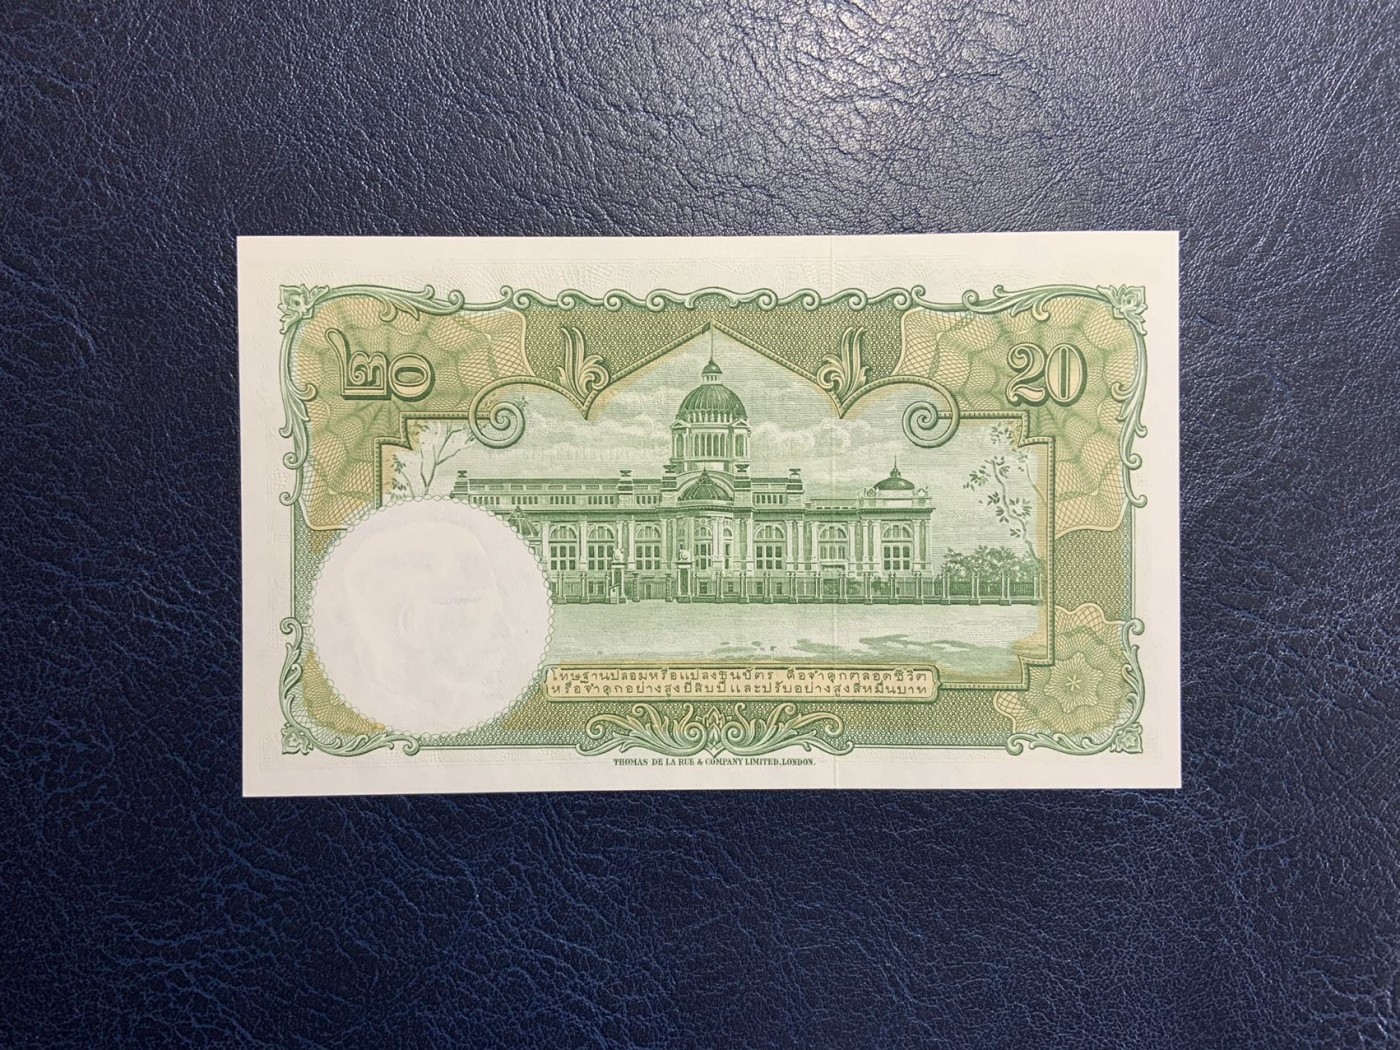 ๒๐
20
โทษฐานปลอมหรือแปลงธนบัตร คือจำคุกตลอดชีวิต
หรือจำคุกอย่างสูงยี่สิบปีและปรับอย่างสูงสี่หมื่นบาท
THOMAS DE LA RUE & COMPANY LIMITED, LONDON.